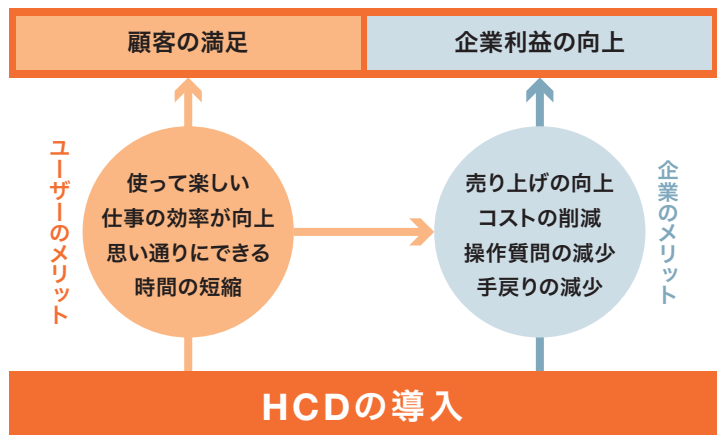 顧客の満足
企業利益の向上
ユーザーのメリット
使って楽しい
仕事の効率が向上
思い通りにできる
時間の短縮
売り上げの向上
コストの削減
操作質問の減少
手戻りの減少
企業のメリット
HCDの導入